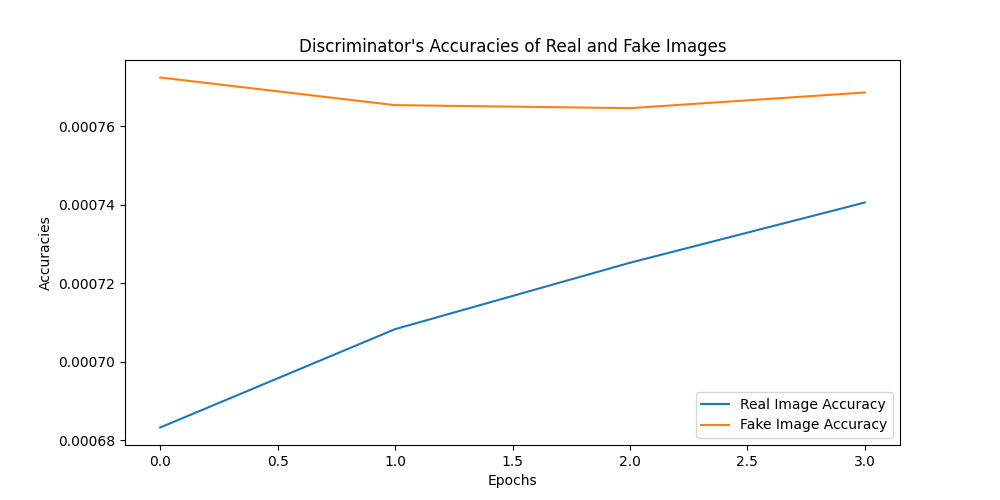 Discriminator's Accuracies of Real and Fake Images
Accuracies
0.00076
0.00074
0.00072
0.00070
0.00068
0.0 0.5 1.0 1.5 2.0 2.5 3.0
Epochs
Real Image Accuracy
Fake Image Accuracy